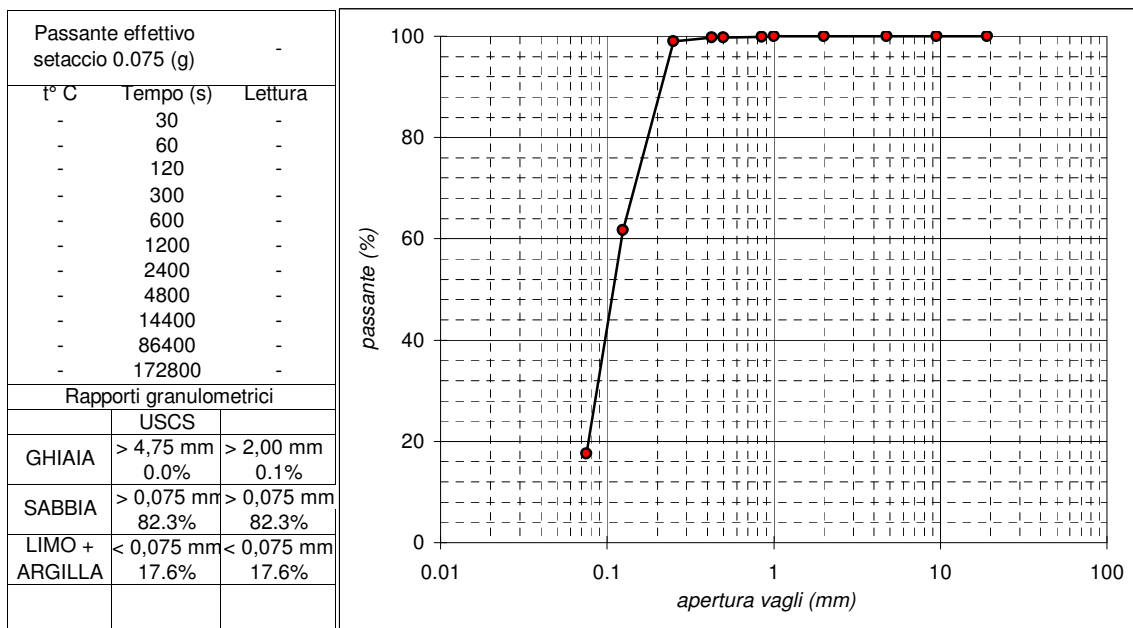 Passante effettivo
setaccio 0.075 (g) -
t° C Tempo (s) Lettura
- 30 -
- 60 -
- 120 -
- 300 -
- 600 -
- 1200 -
- 2400 -
- 4800 -
- 14400 -
- 86400 -
- 172800 -
Rapporti granulometrici
USCS
GHIAIA > 4,75 mm > 2,00 mm
0.0% 0.1%
SABBIA > 0,075 mm > 0,075 mm
82.3% 82.3%
LIMO + < 0,075 mm < 0,075 mm
ARGILLA 17.6% 17.6%
passante (%)
100
80
60
40
20
0
0.01 0.1 1 10 100
apertura vagli (mm)